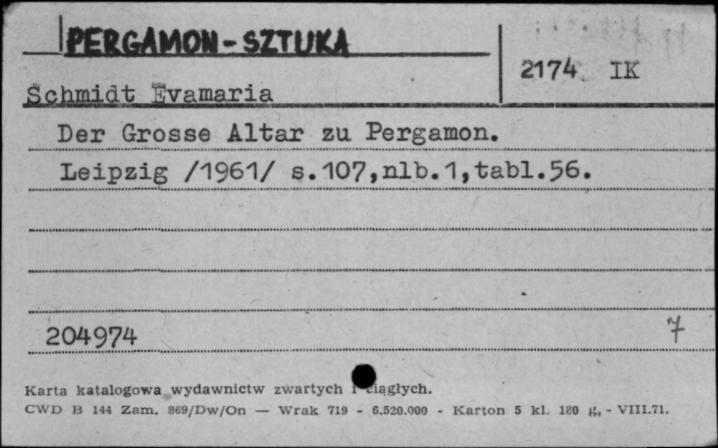 PERGAMON-SZTUKA
2174 IK
Schmidt Evamaria
Der Grosse Altar zu Pergamon.
Leipzig /1961/ s.107,nlb.1,tabl.56.
204974 7
Karta katalogowa wydawnictw zwartych i ciągłych.
CWD B 144 Zam. 869/Dw/On — Wrak 719 - 6.520.000 - Karton 5 kl. 180 g, - VIII.71.